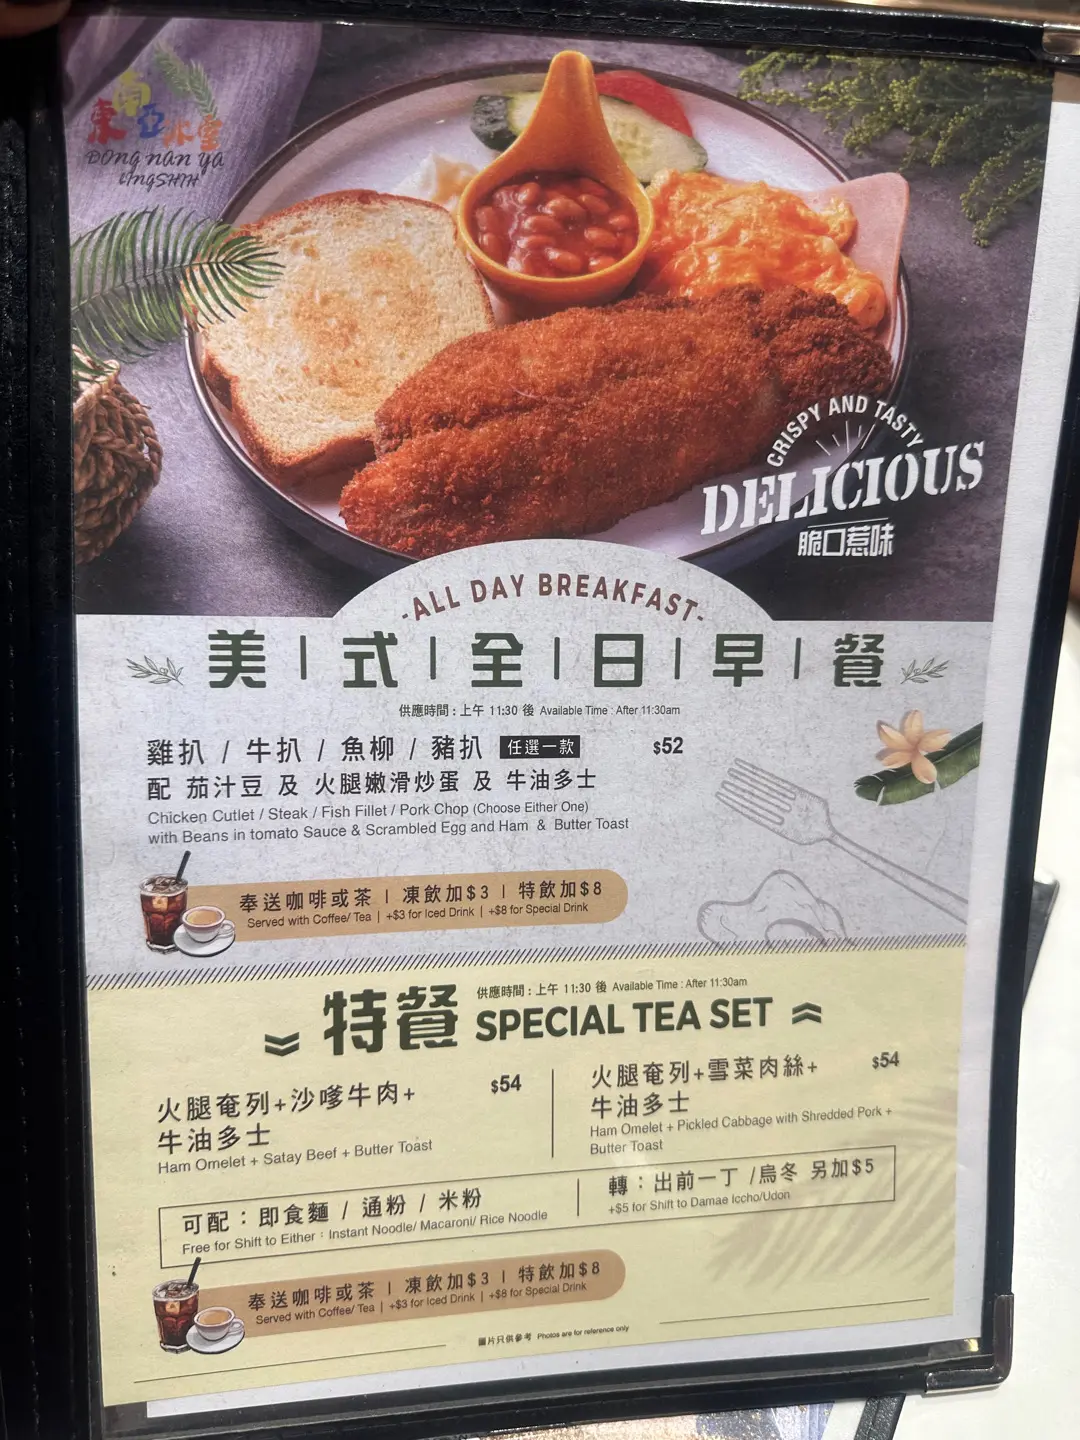 東南亞冰室
DONG NAN YA
BINGSHIH
CRISPY AND TASTY
DELICIOUS
脆口惹味
-ALL DAY BREAKFAST-
美 | 式 | 全 | 日 | 早 | 餐
供應時間 : 上午 11:30 後 Available Time : After 11:30am
雞扒 / 牛扒 / 魚柳 / 豬扒 任選一款 $52
配 茄汁豆 及 火腿嫩滑炒蛋 及 牛油多士
Chicken Cutlet / Steak / Fish Fillet / Pork Chop (Choose Either One)
with Beans in tomato Sauce & Scrambled Egg and Ham & Butter Toast
奉送咖啡或茶 | 凍飲加$3 | 特飲加$8
Served with Coffee/ Tea | +$3 for Iced Drink | +$8 for Special Drink
供應時間 : 上午 11:30 後 Available Time : After 11:30am
特餐 SPECIAL TEA SET
火腿奄列+沙嗲牛肉+ $54
牛油多士
Ham Omelet + Satay Beef + Butter Toast
火腿奄列+雪菜肉絲+ $54
牛油多士
Ham Omelet + Pickled Cabbage with Shredded Pork +
Butter Toast
可配：即食麵 / 通粉 / 米粉
Free for Shift to Either : Instant Noodle/ Macaroni/ Rice Noodle
轉：出前一丁 /烏冬 另加$5
+$5 for Shift to Damae Iccho/Udon
奉送咖啡或茶 | 凍飲加$3 | 特飲加$8
Served with Coffee/ Tea | +$3 for Iced Drink | +$8 for Special Drink
圖片只供參考 Photos are for reference only